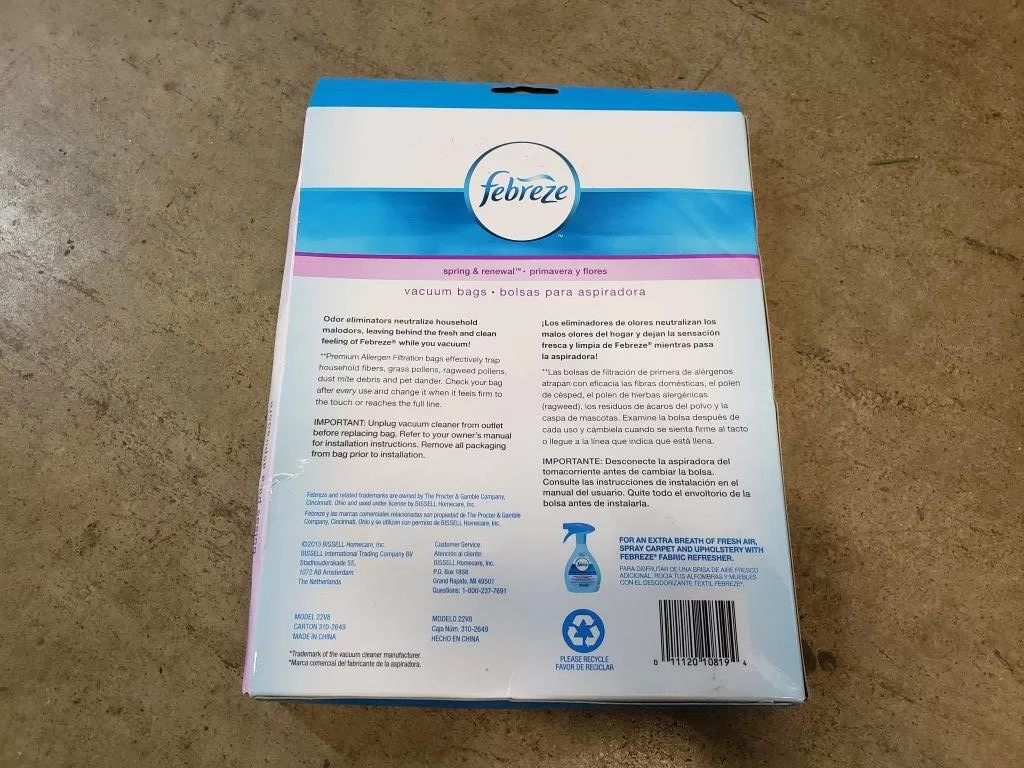 febreze
spring & renewal™ • primavera y flores
vacuum bags • bolsas para aspiradora
Odor eliminators neutralize household
malodors, leaving behind the fresh and clean
feeling of Febreze® while you vacuum!
**Premium Allergen Filtration bags effectively trap
household fibers, grass pollens, ragweed pollens,
dust mite debris and pet dander. Check your bag
after every use and change it when it feels firm to
the touch or reaches the full line.
IMPORTANT: Unplug vacuum cleaner from outlet
before replacing bag. Refer to your owner's manual
for installation instructions. Remove all packaging
from bag prior to installation.
¡Los eliminadores de olores neutralizan los
malos olores del hogar y dejan la sensación
fresca y limpia de Febreze® mientras pasa
la aspiradora!
**Las bolsas de filtración de primera de alérgenos
atrapan con eficacia las fibras domésticas, el polen
de césped, el polen de hierbas alergénicas
(ragweed), los residuos de ácaros del polvo y la
caspa de mascotas. Examine la bolsa después de
cada uso y cambiela cuando se sienta firme al tacto
o llegue a la línea que indica que está llena.
IMPORTANTE: Desconecte la aspiradora del
tomacorriente antes de cambiar la bolsa.
Consulte las instrucciones de instalación en el
manual del usuario. Quite todo el envoltorio de la
bolsa antes de instalarla.
Febreze and related trademarks are owned by The Procter & Gamble Company,
Cincinnati, Ohio and used under license by BISSELL Homecare, Inc.
Febreze y las marcas comerciales relacionadas son propiedad de The Procter & Gamble
Company, Cincinnati, Ohio y se utilizan con permiso de BISSELL Homecare, Inc.
©2013 BISSELL Homecare, Inc.
BISSELL International Trading Company BV
Stadhouderskade 55,
1072 AB Amsterdam
The Netherlands
Customer Service:
Atención al cliente:
BISSELL Homecare, Inc.
P.O. Box 1888
Grand Rapids, MI 49501
Questions: 1-800-237-7691
FOR AN EXTRA BREATH OF FRESH AIR,
SPRAY CARPET AND UPHOLSTERY WITH
FEBREZE® FABRIC REFRESHER.
PARA DISFRUTAR DE UNA BRISA DE AIRE FRESCO
ADICIONAL, ROCIA TUS ALFOMBRAS Y MUEBLES
CON EL DESODORIZANTE TEXTIL FEBREZE®.
MODEL 22V8
CARTON 310-2649
MADE IN CHINA
MODELO 22V8
Caja Núm. 310-2649
HECHO EN CHINA
*Trademark of the vacuum cleaner manufacturer.
*Marca comercial del fabricante de la aspiradora.
PLEASE RECYCLE
FAVOR DE RECICLAR
0 11120 10819 4